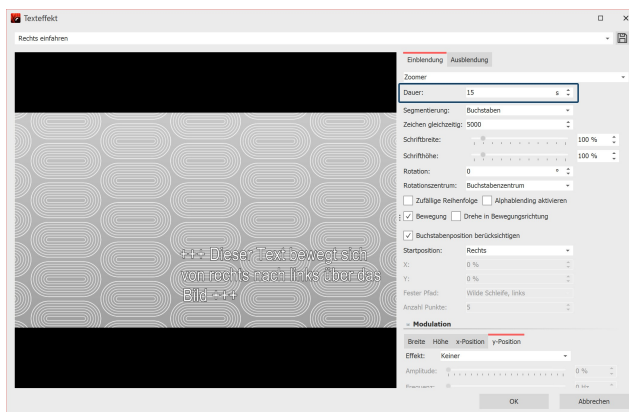 Texteffekt
Rechts einfahren
Einblendung Ausblendung
Zoomer
Dauer: 15 s
Segmentierung: Buchstaben
Zeichen gleichzeitig: 5000
Schriftbreite: 100 %
Schrifthöhe: 100 %
Rotation: 0 °
Rotationszentrum: Buchstabenzentrum
Zufällige Reihenfolge Alphablending aktivieren
Bewegung Drehe in Bewegungsrichtung
Buchstabenposition berücksichtigen
Startposition: Rechts
X: 0 %
Y: 0 %
Fester Pfad: Wilde Schleife, links
Anzahl Punkte: 5
Modulation
Breite Höhe x-Position y-Position
Effekt: Keiner
Amplitude: 0 %
Frequenz: 0 Hz
+++ Dieser Text bewegt sich
von rechts nach links über das
Bild +++
OK Abbrechen